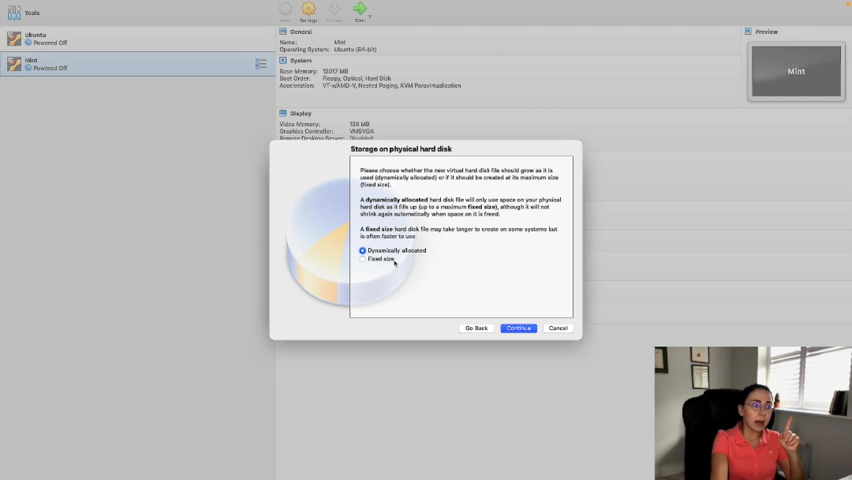 Tools
Settings
Start
Ubuntu
Powered Off
Mint
Powered Off
General
Name: Mint
Operating System: Ubuntu (64-bit)
System
Base Memory: 12017 MB
Boot Order: Floppy, Optical, Hard Disk
Acceleration: VT-x/AMD-V, Nested Paging, KVM Paravirtualization
Display
Video Memory: 128 MB
Graphics Controller: VMSVGA
Remote Desktop Server: Disabled
Preview
Mint
Storage on physical hard disk
Please choose whether the new virtual hard disk file should grow as it is
used (dynamically allocated) or if it should be created at its maximum size
(fixed size).
A dynamically allocated hard disk file will only use space on your physical
hard disk as it fills up (up to a maximum fixed size), although it will not
shrink again automatically when space on it is freed.
A fixed size hard disk file may take longer to create on some systems but
is often faster to use.
Dynamically allocated
Fixed size
Go Back
Continue
Cancel